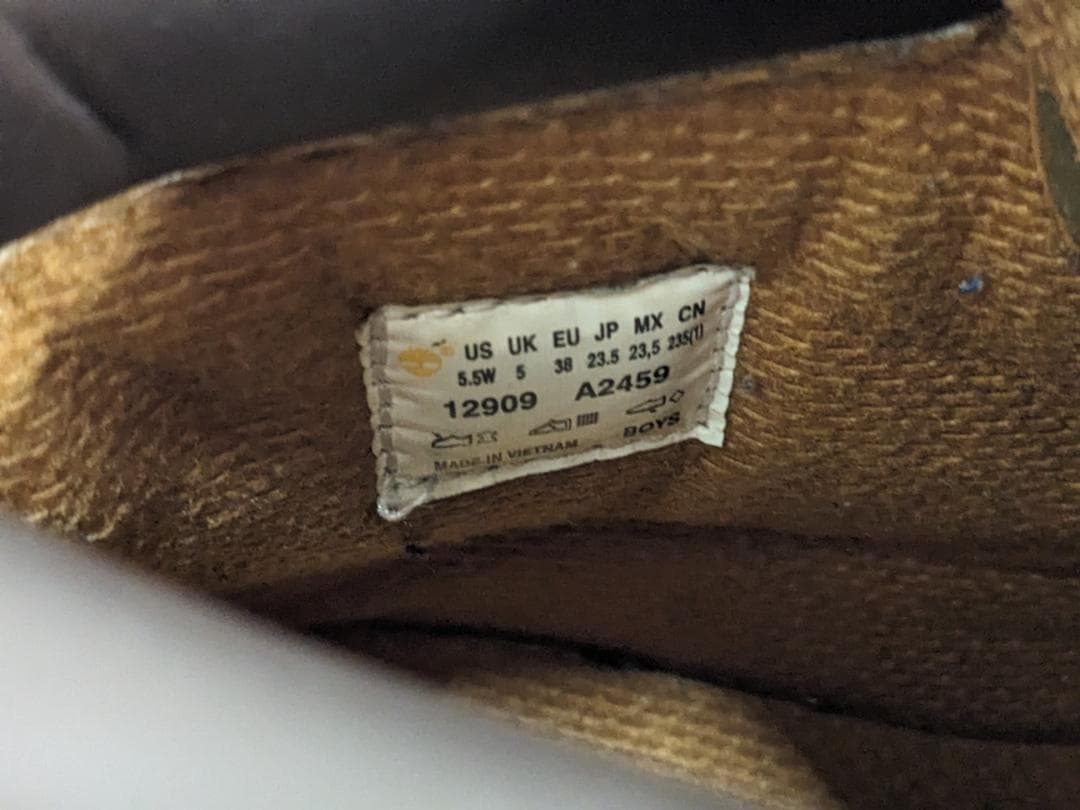 US UK EU JP MX CN
5.5W 5 38 23.5 23,5 235(1)
12909 A2459
MADE IN VIETNAM BOYS